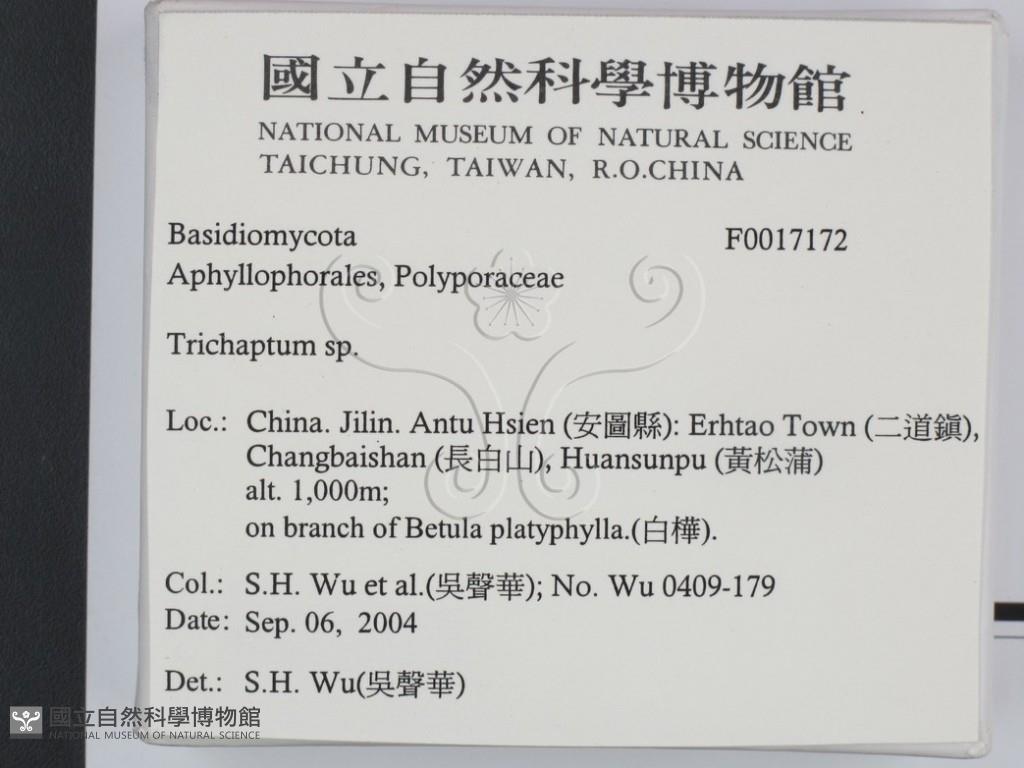 國立自然科學博物館
NATIONAL MUSEUM OF NATURAL SCIENCE
TAICHUNG, TAIWAN, R.O.CHINA
Basidiomycota F0017172
Aphyllophorales, Polyporaceae
Trichaptum sp.
Loc.: China. Jilin. Antu Hsien (安圖縣): Erhtao Town (二道鎭),
Changbaishan (長白山), Huansunpu (黃松蒲)
alt. 1,000m;
on branch of Betula platyphylla.(白樺).
Col.: S.H. Wu et al.(吳聲華); No. Wu 0409-179
Date: Sep. 06, 2004
Det.: S.H. Wu(吳聲華)
國立自然科學博物館
NATIONAL MUSEUM OF NATURAL SCIENCE